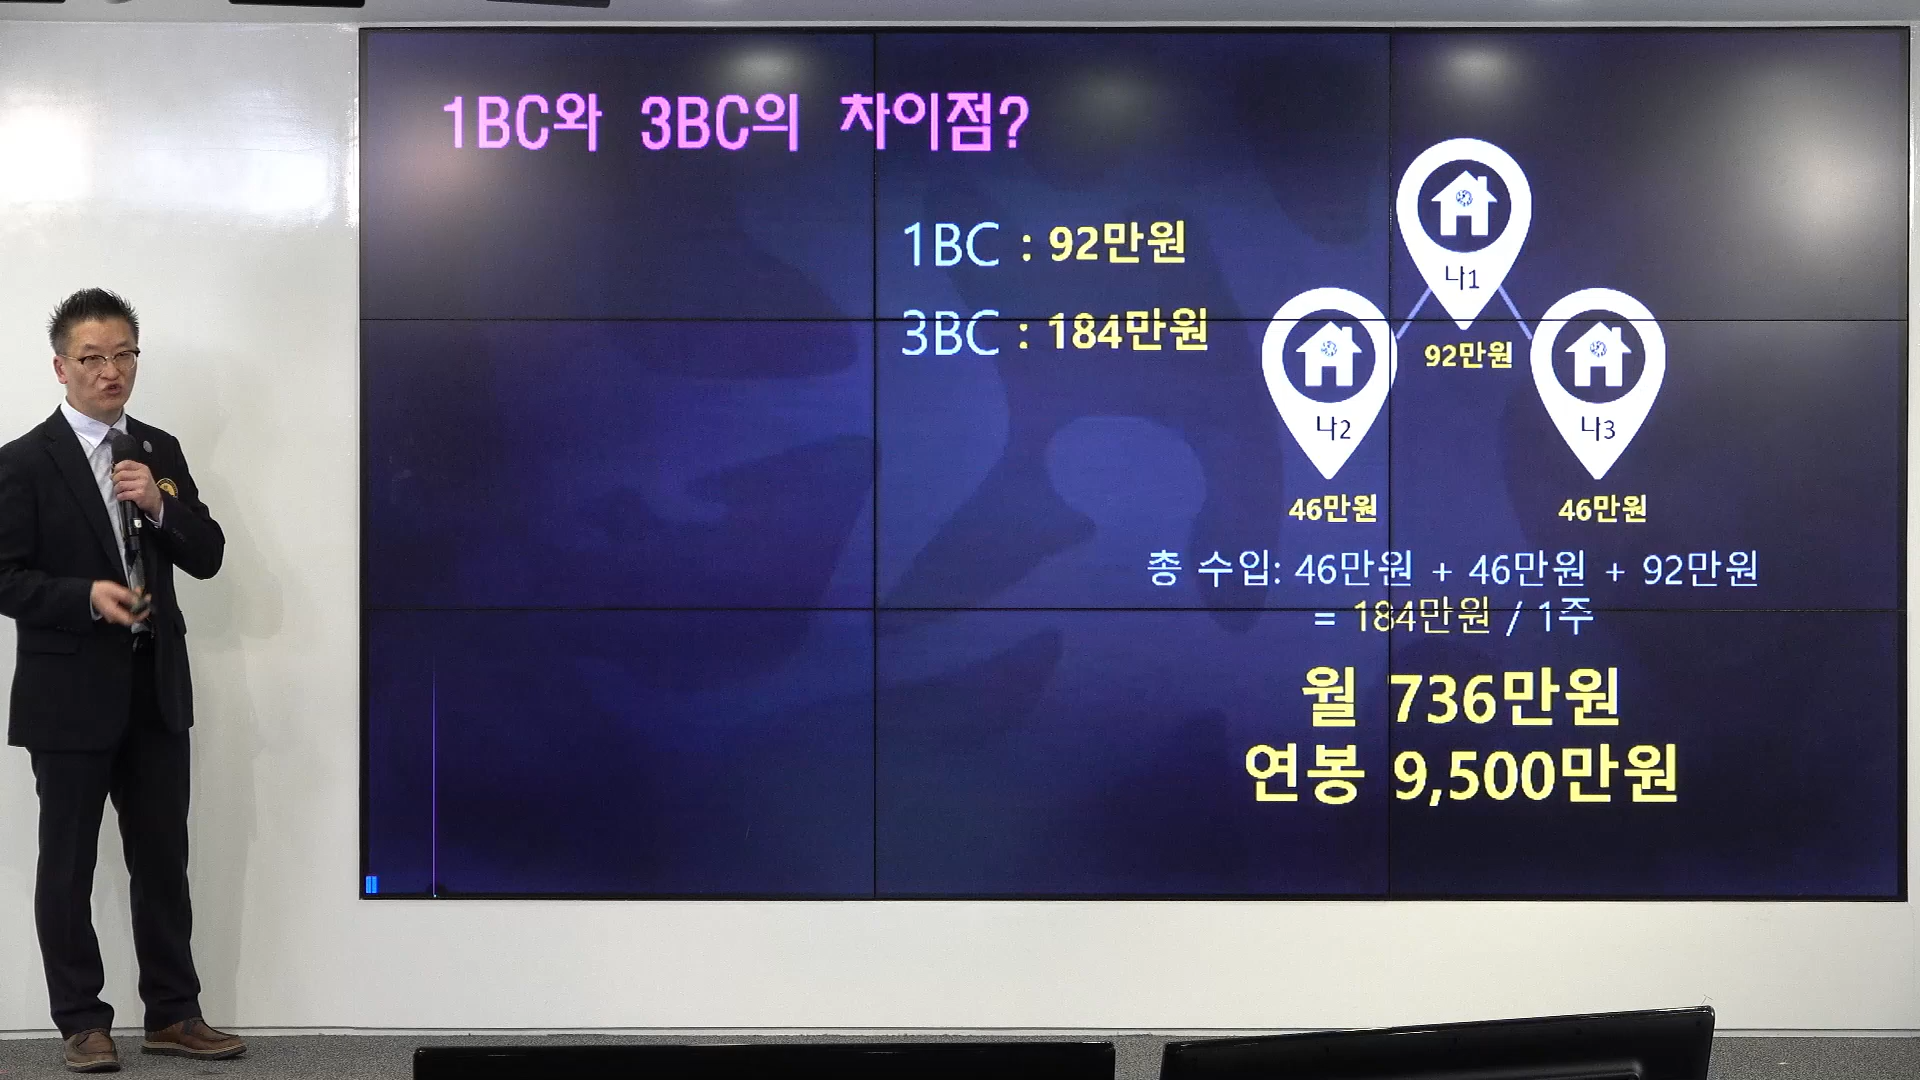 1BC와 3BC의 차이점?
1BC : 92만원
3BC : 184만원
나1
92만원
나2
나3
46만원
46만원
총 수입: 46만원 + 46만원 + 92만원
= 184만원 / 1주
월 736만원
연봉 9,500만원